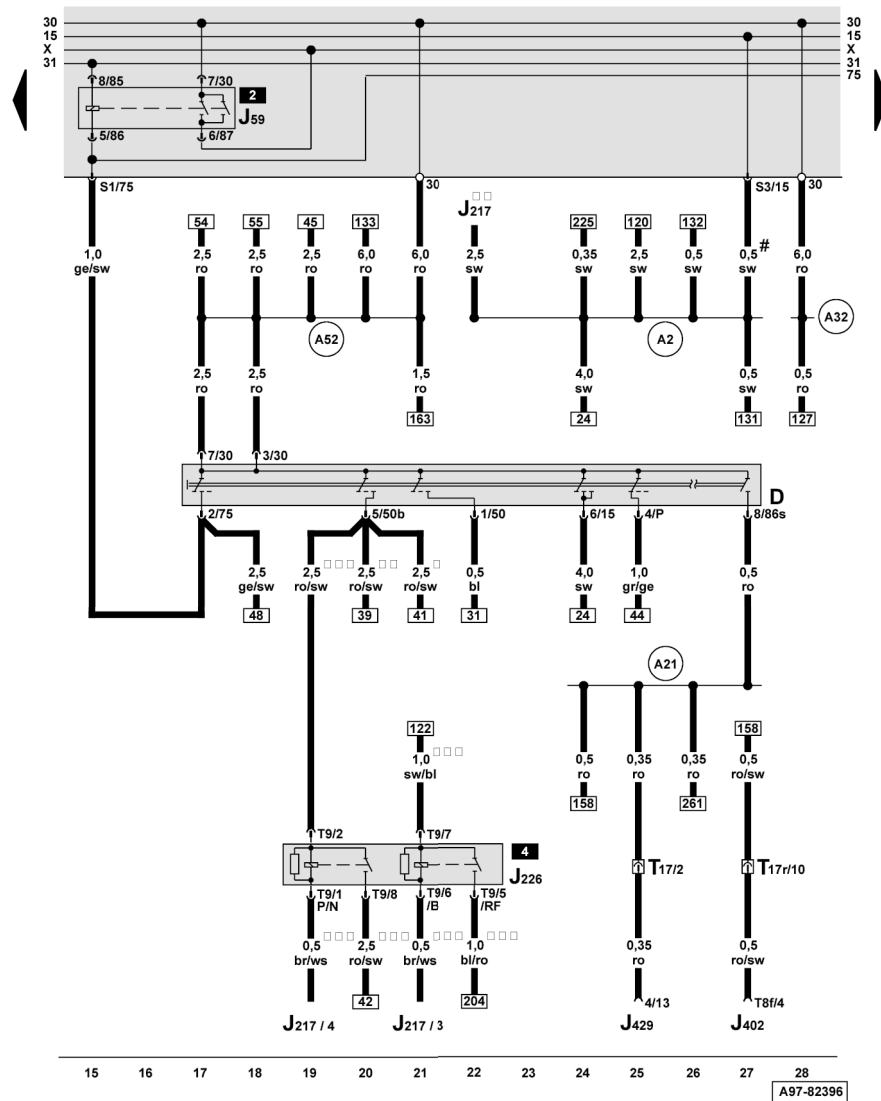 30 30
15 15
X X
31 31
75
8/85 7/30
2
J59
5/86 6/87
S1/75 30 S3/15 30
J217
54 55 45 133 225 120 132
#
1,0 2,5 2,5 2,5 6,0 6,0 2,5 0,35 2,5 0,5 0,5 6,0
ge/sw ro ro ro ro ro sw sw sw sw sw ro
A52 A2 A32
2,5 2,5 1,5 4,0 0,5 0,5
ro ro ro sw sw ro
163 24 131 127
7/30 3/30
D
2/75 5/50b 1/50 6/15 4/P 8/86s
2,5 2,5 2,5 2,5 0,5 4,0 1,0 0,5
ge/sw ro/sw ro/sw ro/sw bl sw gr/ge ro
48 39 41 31 24 44
A21
122 158
1,0 0,5 0,35 0,35 0,5
sw/bl ro ro ro ro/sw
158 261
T9/2 T9/7
4
J226
T17/2 T17r/10
T9/1 T9/8 T9/6 T9/5
P/N /B /RF
0,5 2,5 0,5 1,0 0,35 0,5
br/ws ro/sw br/ws bl/ro ro ro/sw
42 204
4/13 T8f/4
J217 / 4 J217 / 3 J429 J402
15 16 17 18 19 20 21 22 23 24 25 26 27 28
A97-82396